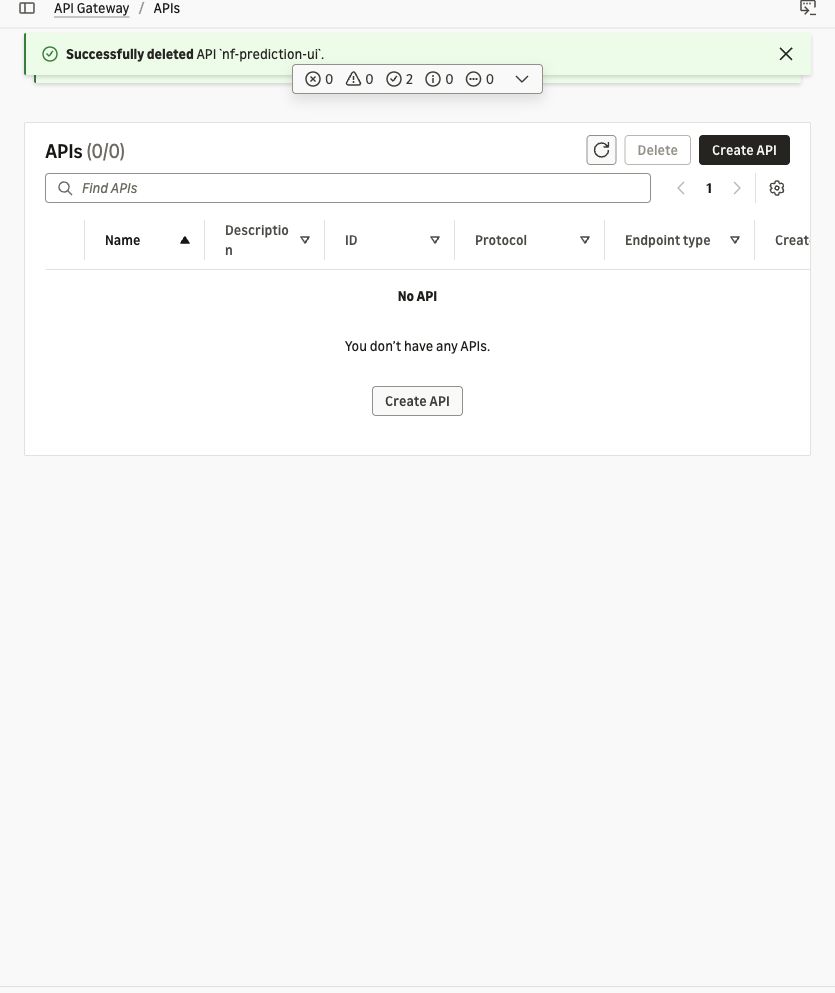 API Gateway / APIs
Successfully deleted API `nf-prediction-ui`.
0 0 2 0 0
APIs (0/0)
Delete
Create API
Find APIs
1
Name
Descriptio
n
ID
Protocol
Endpoint type
Creat
No API
You don't have any APIs.
Create API